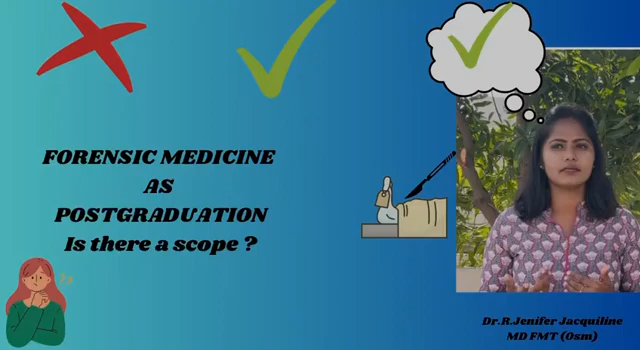 FORENSIC MEDICINE
AS
POSTGRADUATION
Is there a scope ?
Dr.R.Jenifer Jacquiline
MD FMT (Osm)